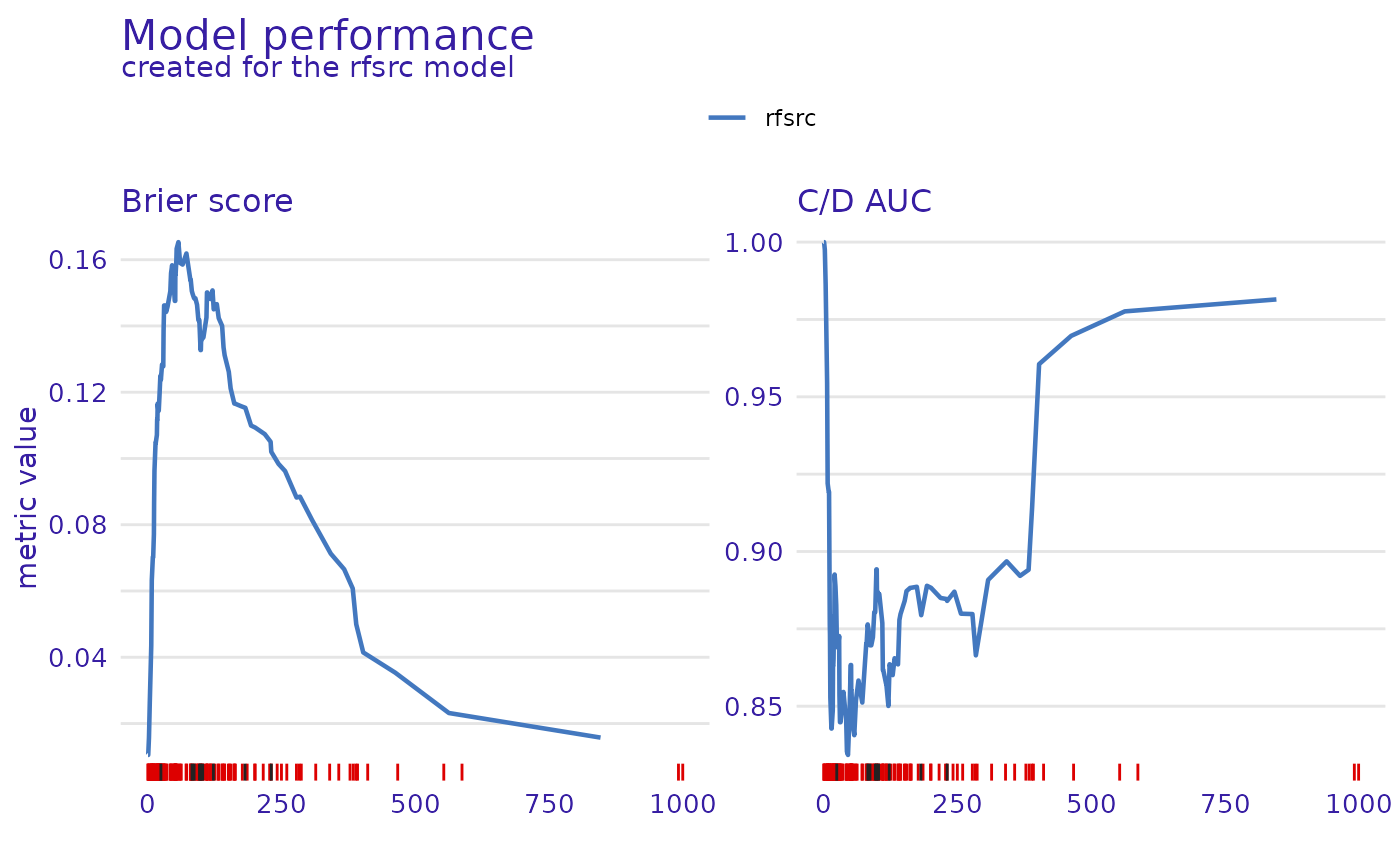 Model performance
created for the rfsrc model
rfsrc
Brier score
C/D AUC
metric value
0.16
0.12
0.08
0.04
0 250 500 750 1000
1.00
0.95
0.90
0.85
0 250 500 750 1000